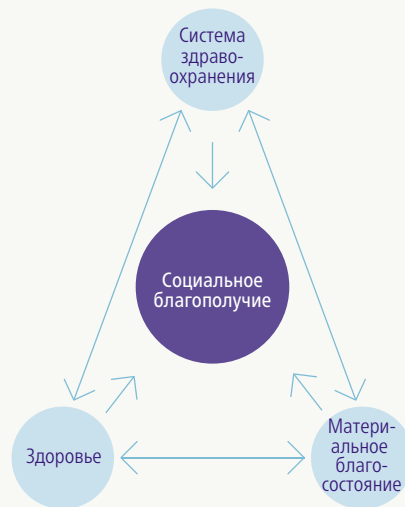 Система
здраво-
охранения
Социальное
благополучие
Здоровье
Матери-
альное
благо-
состояние